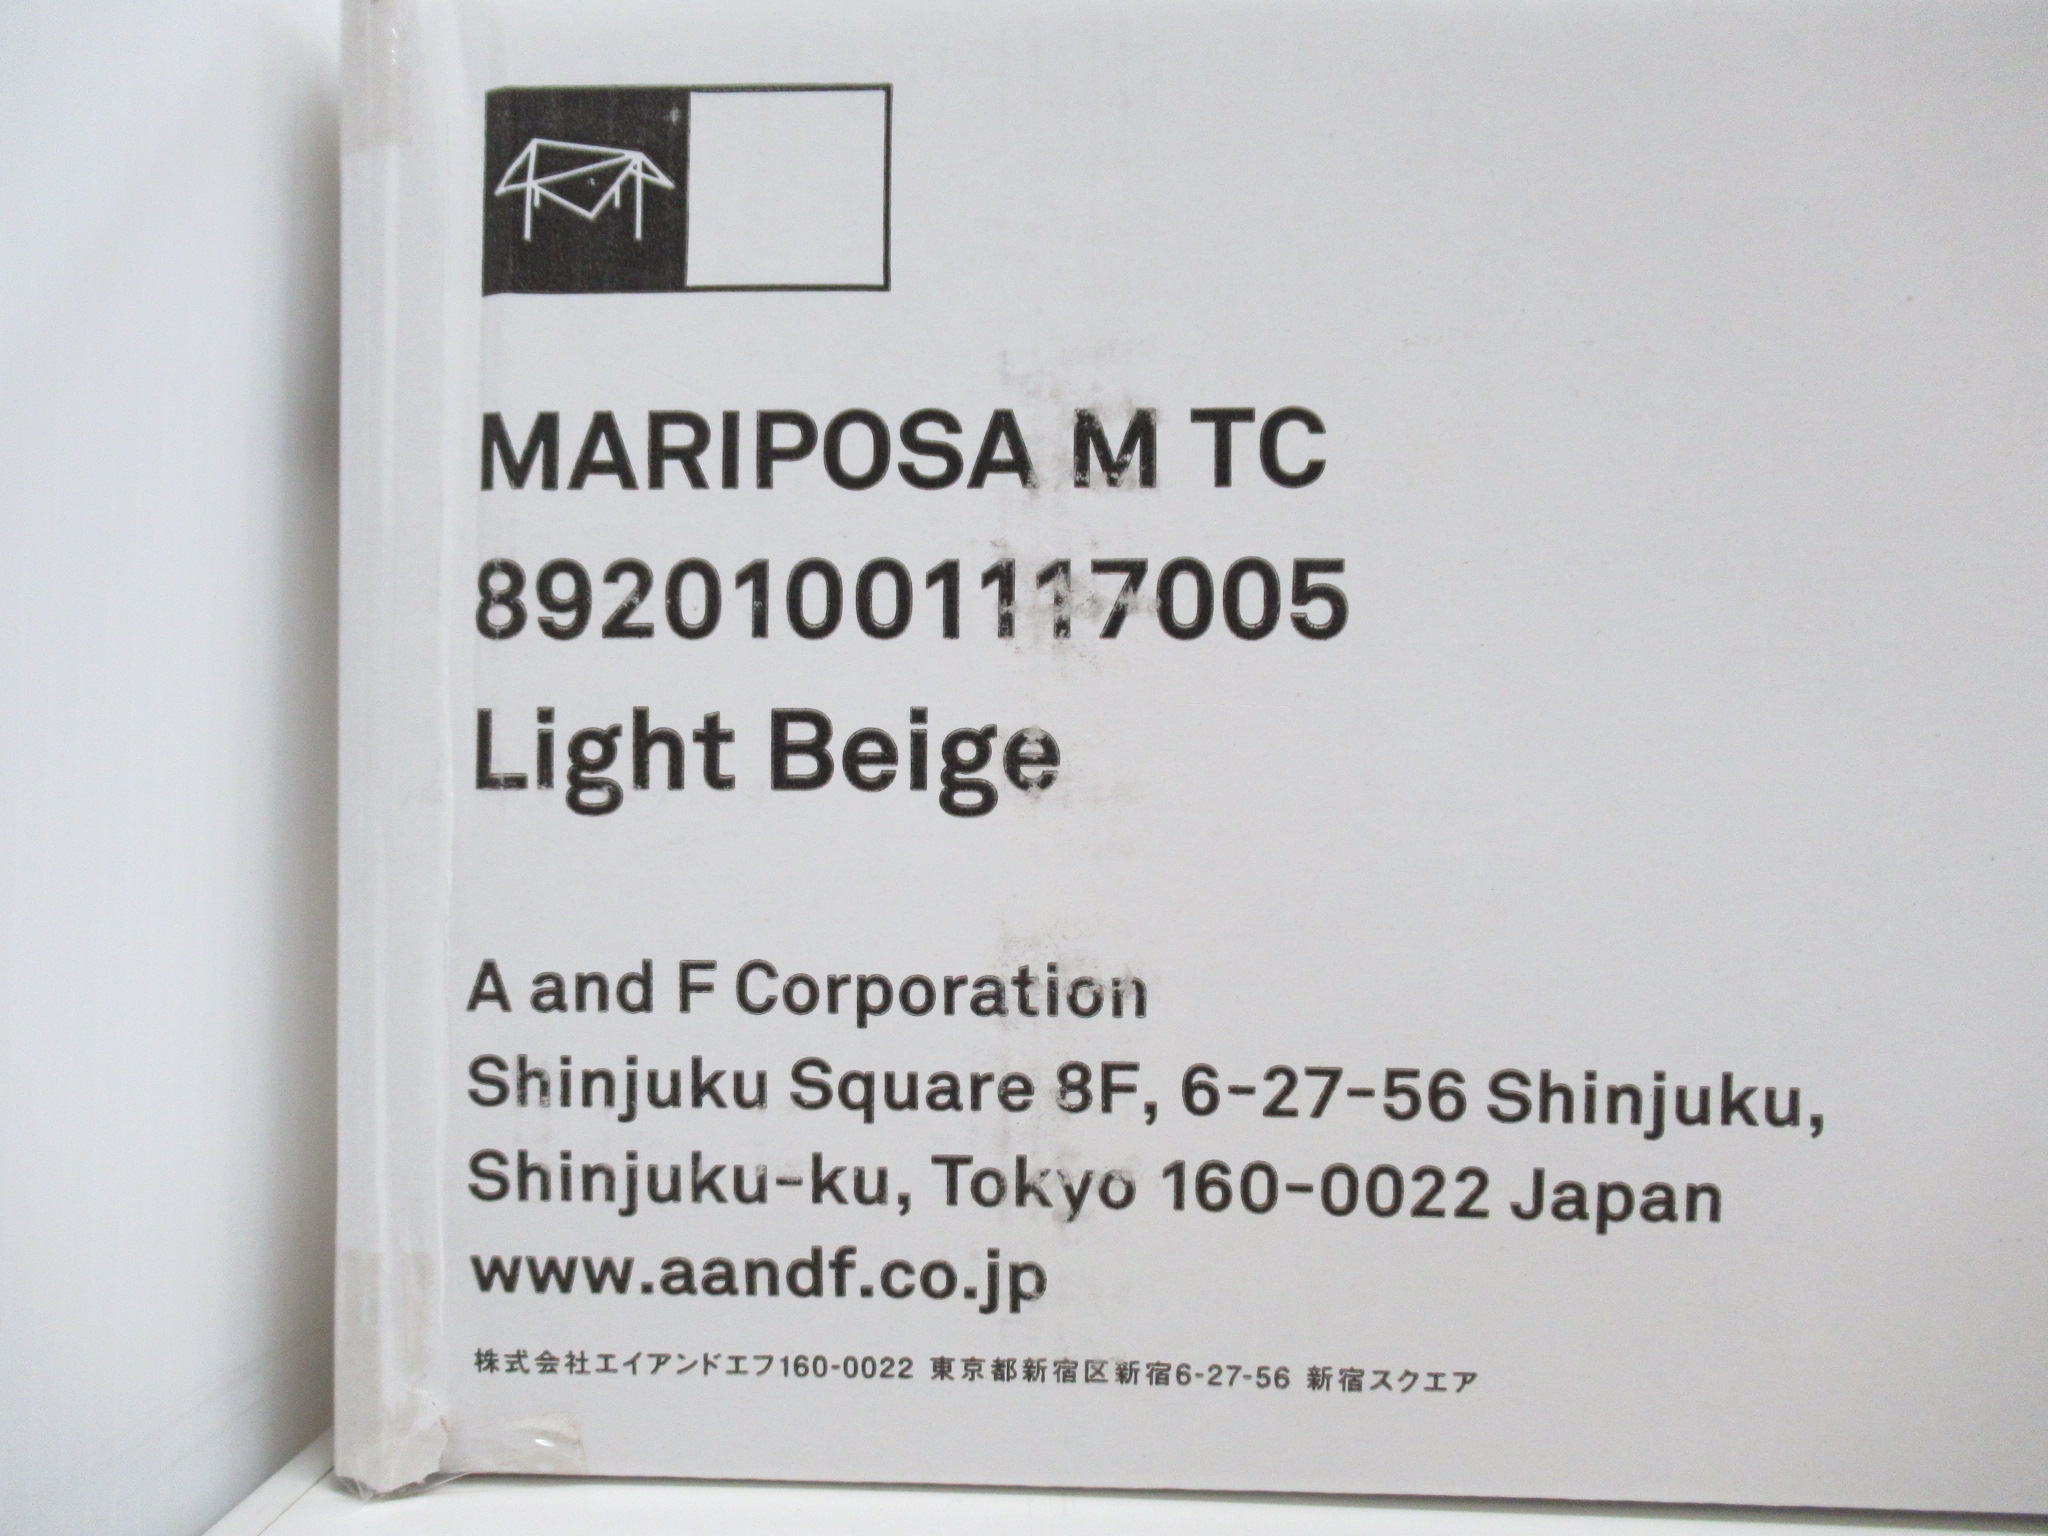 MARIPOSA M TC
89201001117005
Light Beige
A and F Corporation
Shinjuku Square 8F, 6-27-56 Shinjuku,
Shinjuku-ku, Tokyo 160-0022 Japan
www.aandf.co.jp
株式会社エイアンドエフ160-0022 東京都新宿区新宿6-27-56 新宿スクエア